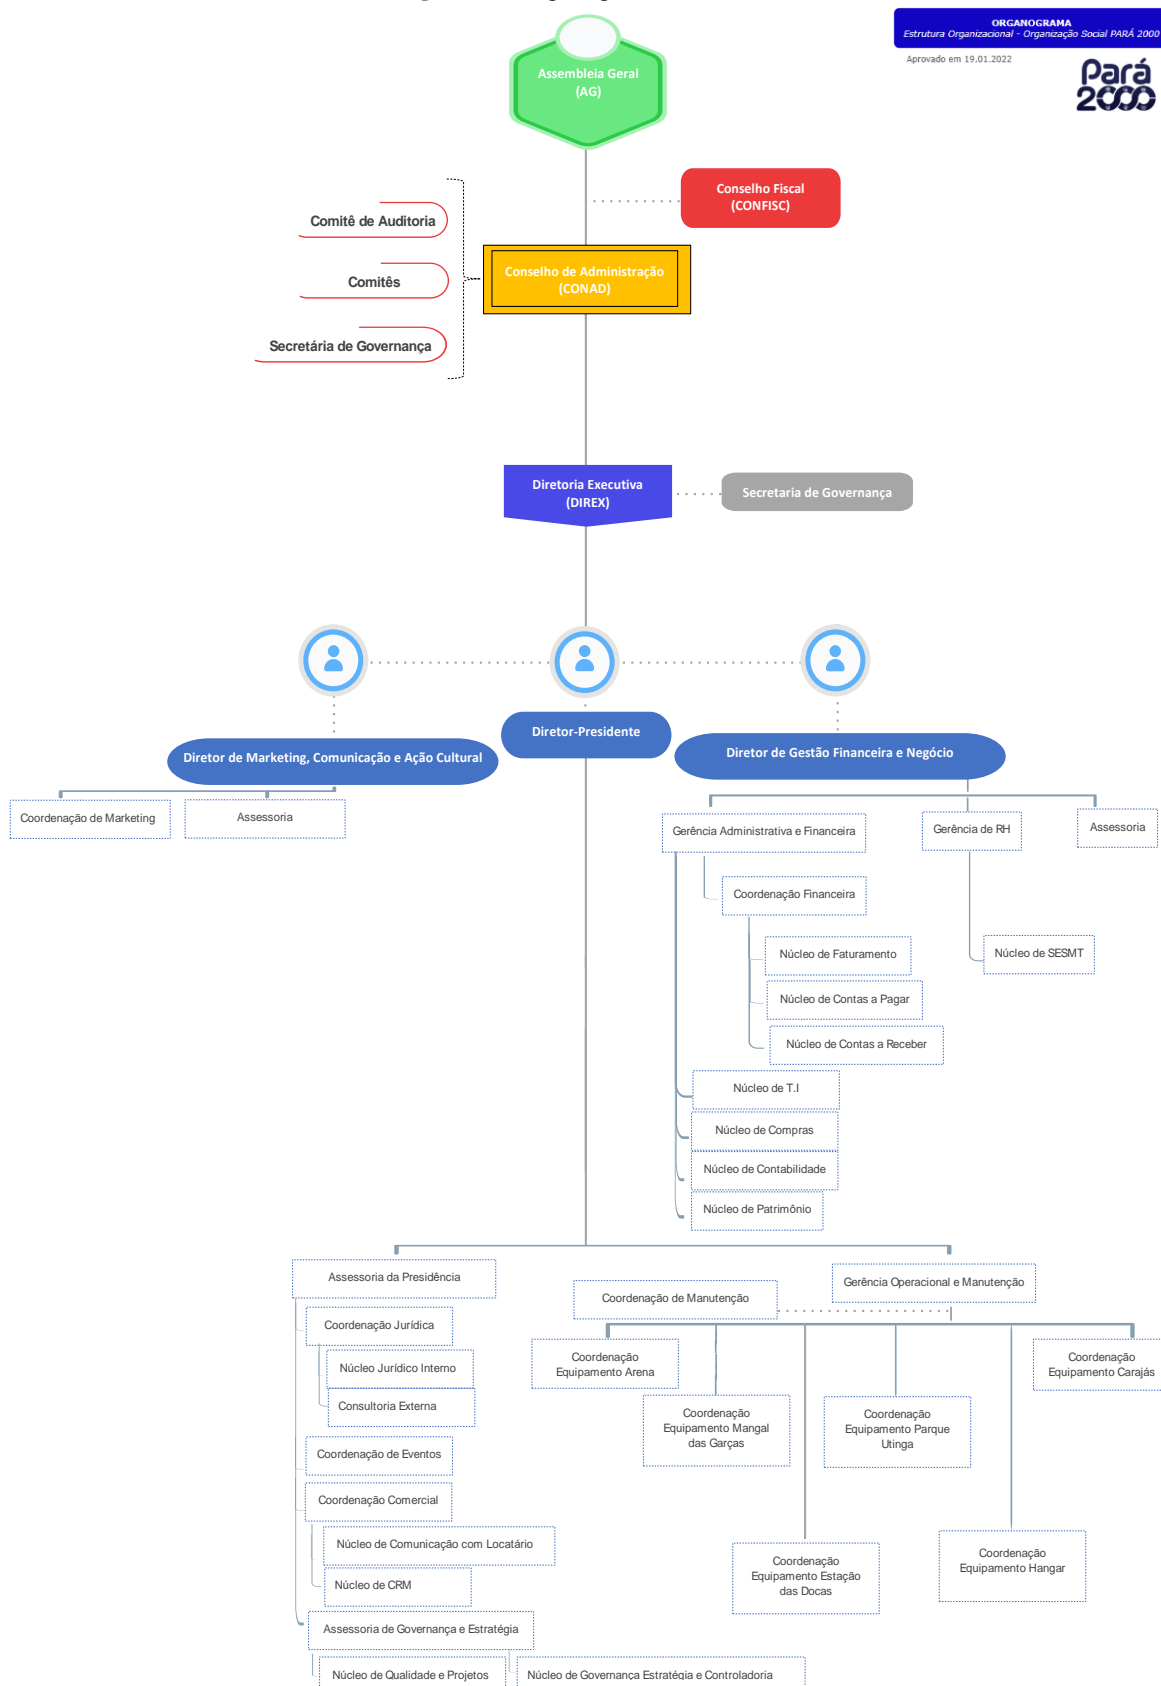 ORGANOGRAMA
Estrutura Organizacional - Organização Social PARÁ 2000
Aprovado em 19.01.2022
Pará
2000
Assembleia Geral
(AG)
Conselho Fiscal
(CONFISC)
Comitê de Auditoria
Comitês
Secretária de Governança
Conselho de Administração
(CONAD)
Diretoria Executiva
(DIREX)
Secretaria de Governança
Diretor de Marketing, Comunicação e Ação Cultural
Diretor-Presidente
Diretor de Gestão Financeira e Negócio
Coordenação de Marketing
Assessoria
Gerência Administrativa e Financeira
Gerência de RH
Assessoria
Coordenação Financeira
Núcleo de Faturamento
Núcleo de SESMT
Núcleo de Contas a Pagar
Núcleo de Contas a Receber
Núcleo de T.I
Núcleo de Compras
Núcleo de Contabilidade
Núcleo de Patrimônio
Assessoria da Presidência
Coordenação Jurídica
Núcleo Jurídico Interno
Consultoria Externa
Coordenação de Eventos
Coordenação Comercial
Núcleo de Comunicação com Locatário
Núcleo de CRM
Assessoria de Governança e Estratégia
Núcleo de Qualidade e Projetos
Núcleo de Governança Estratégia e Controladoria
Gerência Operacional e Manutenção
Coordenação de Manutenção
Coordenação
Equipamento Arena
Coordenação
Equipamento Mangal
das Garças
Coordenação
Equipamento Estação
das Docas
Coordenação
Equipamento Parque
Utinga
Coordenação
Equipamento Hangar
Coordenação
Equipamento Carajás